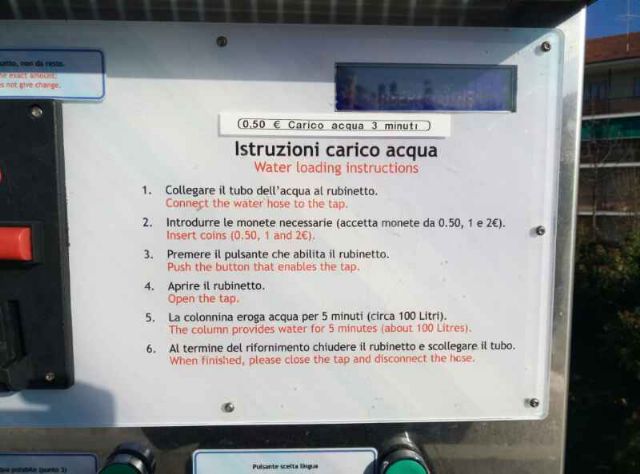 atto, non da resto.
he exact amount,
es not give change.
(0.50 € Carico acqua 3 minuti)
Istruzioni carico acqua
Water loading instructions
1. Collegare il tubo dell'acqua al rubinetto.
Connect the water hose to the tap.
2. Introdurre le monete necessarie (accetta monete da 0.50, 1 e 2€).
Insert coins (0.50, 1 and 2€).
3. Premere il pulsante che abilita il rubinetto.
Push the button that enables the tap.
4. Aprire il rubinetto.
Open the tap.
5. La colonnina eroga acqua per 5 minuti (circa 100 Litri).
The column provides water for 5 minutes (about 100 Litres).
6. Al termine del rifornimento chiudere il rubinetto e scollegare il tubo.
When finished, please close the tap and disconnect the hose.
potabile (punto 3)
Pulsante scelta lingua